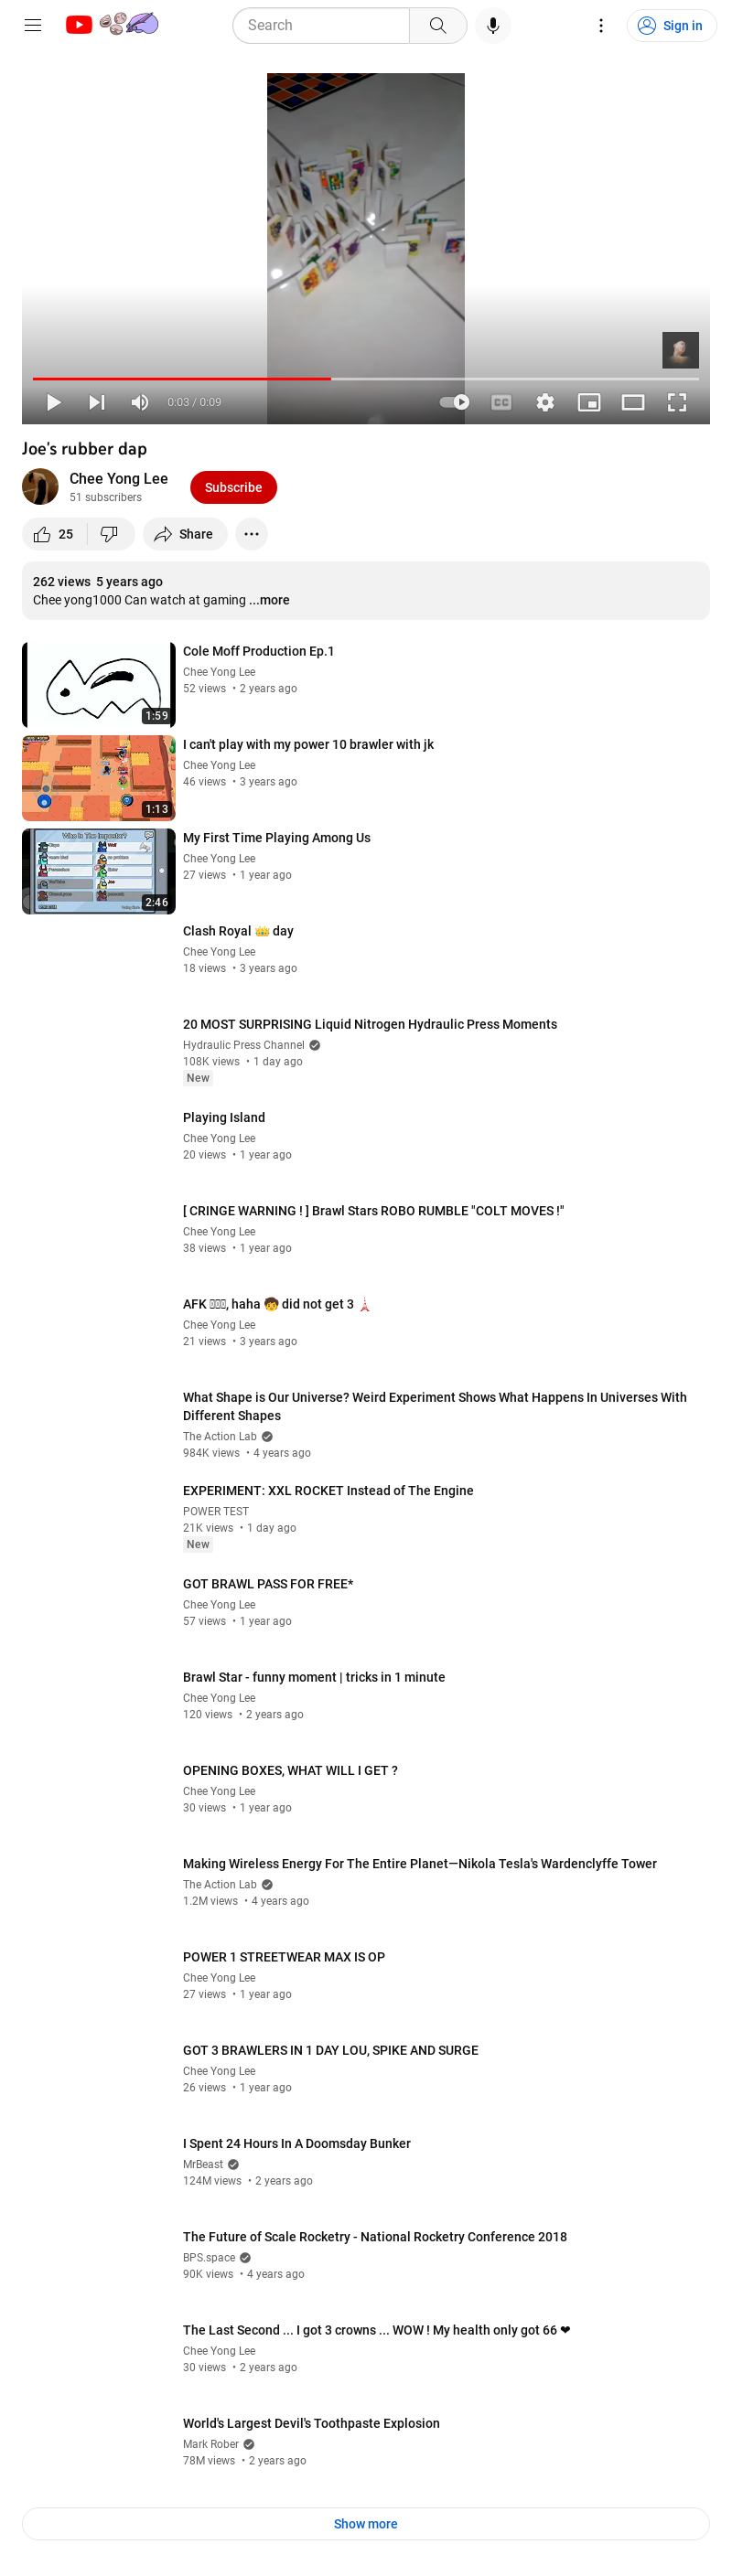 Search
Sign in
0:03 / 0:09
CC
Joe's rubber dap
Chee Yong Lee
51 subscribers
Subscribe
25
Share
262 views 5 years ago
Chee yong1000 Can watch at gaming ...more
Cole Moff Production Ep.1
Chee Yong Lee
52 views • 2 years ago
1:59
I can't play with my power 10 brawler with jk
Chee Yong Lee
46 views • 3 years ago
1:13
My First Time Playing Among Us
Chee Yong Lee
27 views • 1 year ago
Who Is The Impostor?
2:46
Clash Royal 👑 day
Chee Yong Lee
18 views • 3 years ago
20 MOST SURPRISING Liquid Nitrogen Hydraulic Press Moments
Hydraulic Press Channel
108K views • 1 day ago
New
Playing Island
Chee Yong Lee
20 views • 1 year ago
[ CRINGE WARNING ! ] Brawl Stars ROBO RUMBLE "COLT MOVES !"
Chee Yong Lee
38 views • 1 year ago
AFK , haha 🧒 did not get 3 🗼
Chee Yong Lee
21 views • 3 years ago
What Shape is Our Universe? Weird Experiment Shows What Happens In Universes With
Different Shapes
The Action Lab
984K views • 4 years ago
EXPERIMENT: XXL ROCKET Instead of The Engine
POWER TEST
21K views • 1 day ago
New
GOT BRAWL PASS FOR FREE*
Chee Yong Lee
57 views • 1 year ago
Brawl Star - funny moment | tricks in 1 minute
Chee Yong Lee
120 views • 2 years ago
OPENING BOXES, WHAT WILL I GET ?
Chee Yong Lee
30 views • 1 year ago
Making Wireless Energy For The Entire Planet—Nikola Tesla's Wardenclyffe Tower
The Action Lab
1.2M views • 4 years ago
POWER 1 STREETWEAR MAX IS OP
Chee Yong Lee
27 views • 1 year ago
GOT 3 BRAWLERS IN 1 DAY LOU, SPIKE AND SURGE
Chee Yong Lee
26 views • 1 year ago
I Spent 24 Hours In A Doomsday Bunker
MrBeast
124M views • 2 years ago
The Future of Scale Rocketry - National Rocketry Conference 2018
BPS.space
90K views • 4 years ago
The Last Second ... I got 3 crowns ... WOW ! My health only got 66 ❤
Chee Yong Lee
30 views • 2 years ago
World's Largest Devil's Toothpaste Explosion
Mark Rober
78M views • 2 years ago
Show more